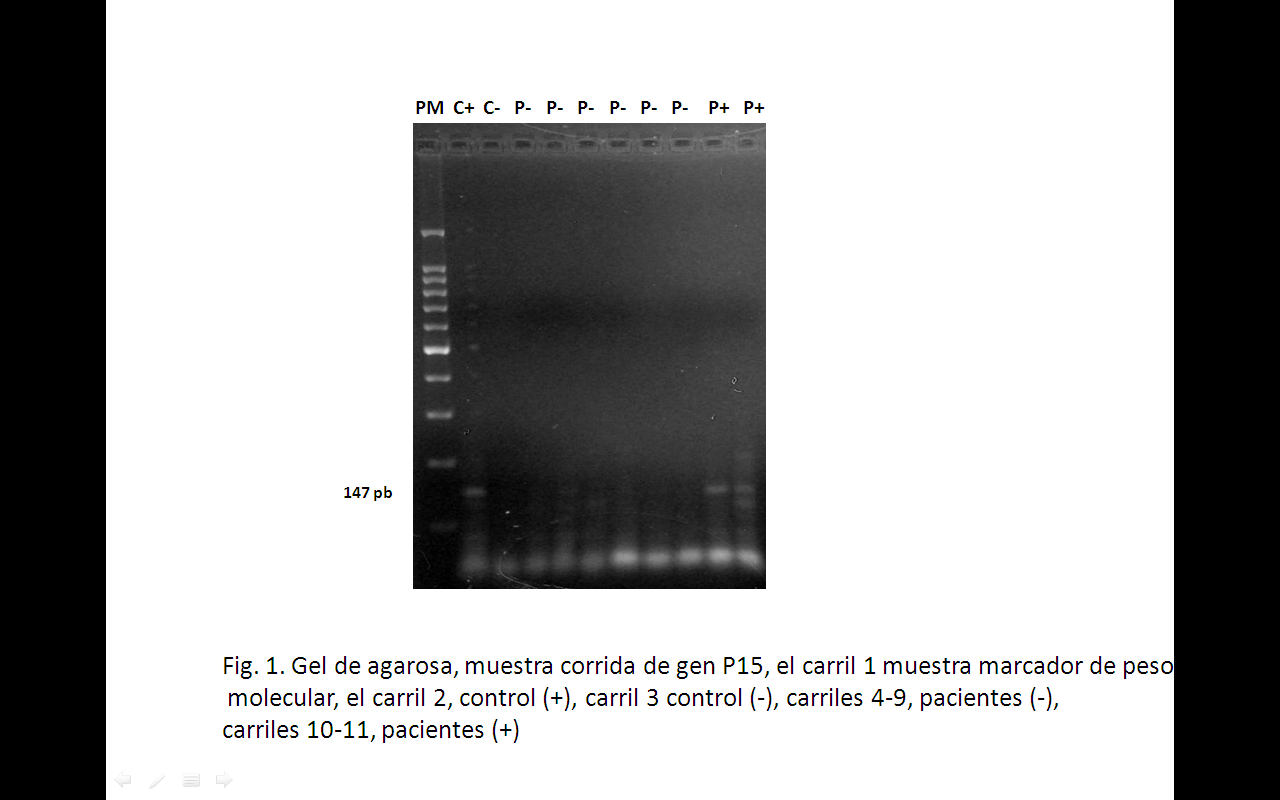 PM C+ C- P- P- P- P- P- P- P+ P+
147 pb
Fig. 1. Gel de agarosa, muestra corrida de gen P15, el carril 1 muestra marcador de peso
molecular, el carril 2, control (+), carril 3 control (-), carriles 4-9, pacientes (-),
carriles 10-11, pacientes (+)